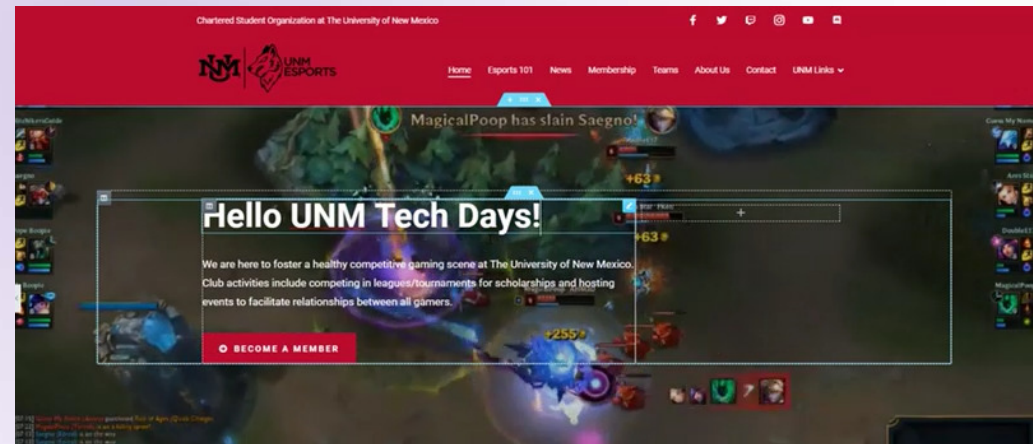 Chartered Student Organization at The University of New Mexico
UNM
ESPORTS
Home Esports 101 News Membership Teams About Us Contact UNM Links
MagicalPoop has slain Saegno!
+63
Hello UNM Tech Days!
+63
We are here to foster a healthy competitive gaming scene at The University of New Mexico.
Club activities include competing in leagues/tournaments for scholarships and hosting
events to facilitate relationships between all gamers.
+255
BECOME A MEMBER